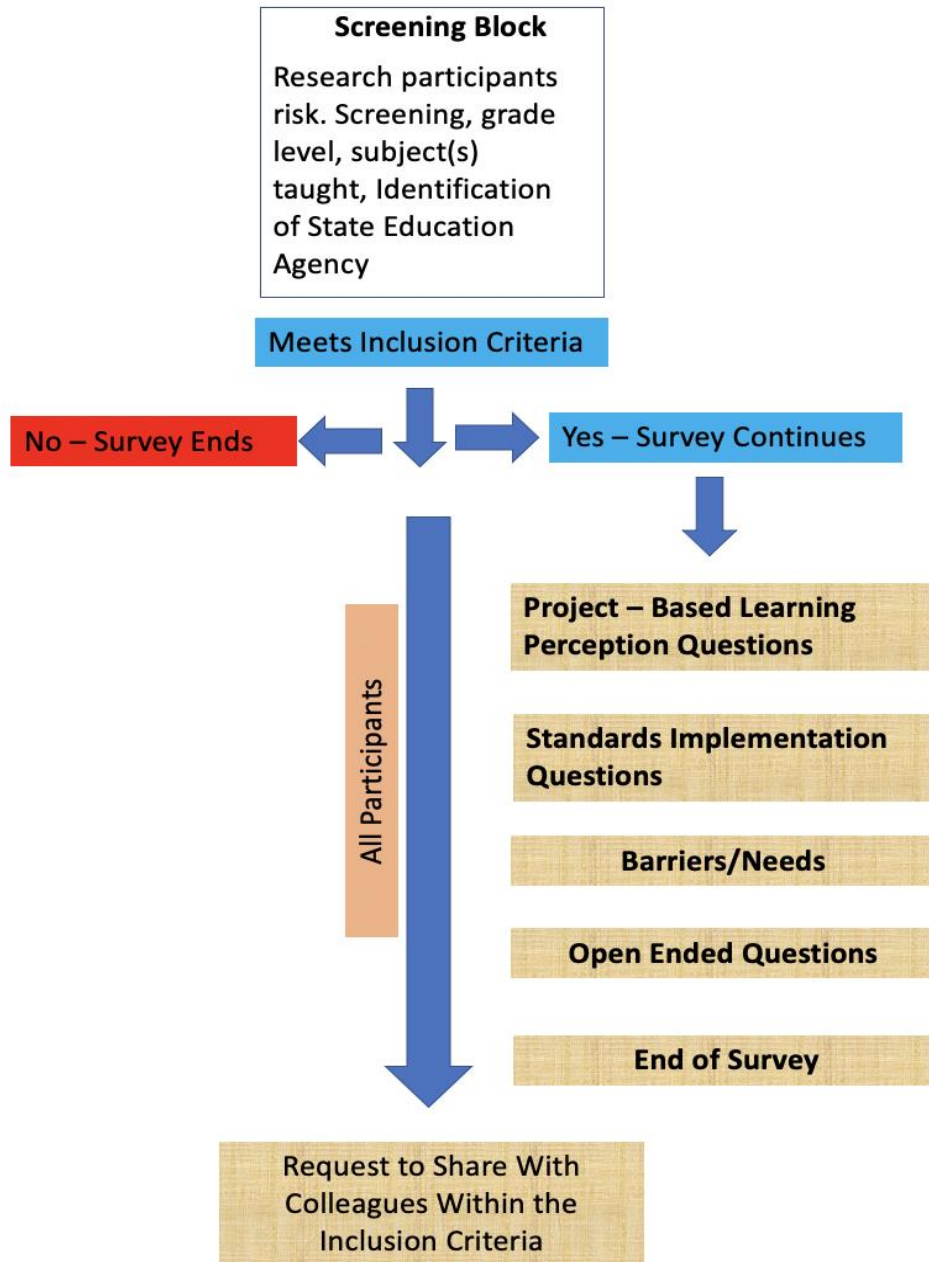 Screening Block
Research participants
risk. Screening, grade
level, subject(s)
taught, Identification
of State Education
Agency
Meets Inclusion Criteria
No – Survey Ends
Yes – Survey Continues
Project – Based Learning
Perception Questions
Standards Implementation
Questions
Barriers/Needs
Open Ended Questions
End of Survey
All Participants
Request to Share With
Colleagues Within the
Inclusion Criteria